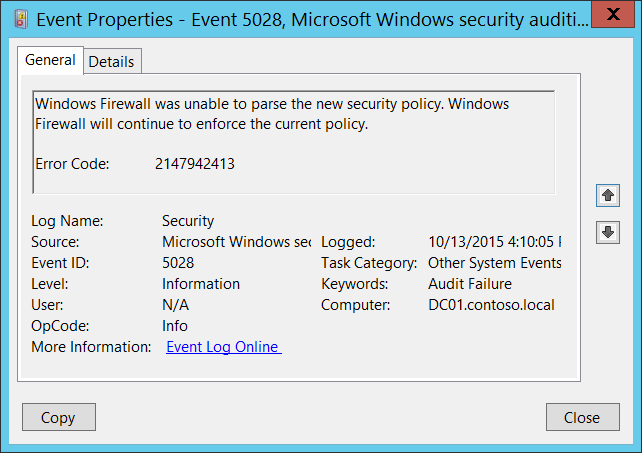 Event Properties - Event 5028, Microsoft Windows security auditi...
X
General Details
Windows Firewall was unable to parse the new security policy. Windows
Firewall will continue to enforce the current policy.
Error Code: 2147942413
Log Name: Security
Source: Microsoft Windows sec Logged: 10/13/2015 4:10:05
Event ID: 5028 Task Category: Other System Events
Level: Information Keywords: Audit Failure
User: N/A Computer: DC01.contoso.local
OpCode: Info
More Information: Event Log Online
Copy Close